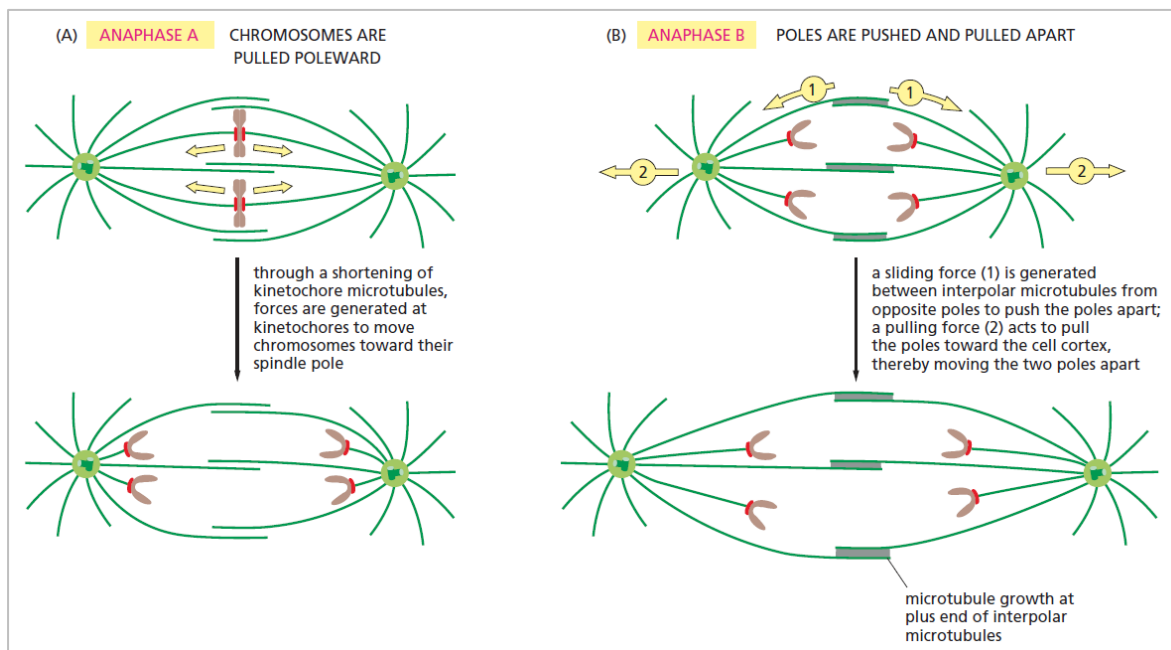 (A) ANAPHASE A CHROMOSOMES ARE
PULLED POLEWARD
through a shortening of
kinetochore microtubules,
forces are generated at
kinetochores to move
chromosomes toward their
spindle pole
(B) ANAPHASE B POLES ARE PUSHED AND PULLED APART
1 1
2 2
a sliding force (1) is generated
between interpolar microtubules from
opposite poles to push the poles apart;
a pulling force (2) acts to pull
the poles toward the cell cortex,
thereby moving the two poles apart
microtubule growth at
plus end of interpolar
microtubules